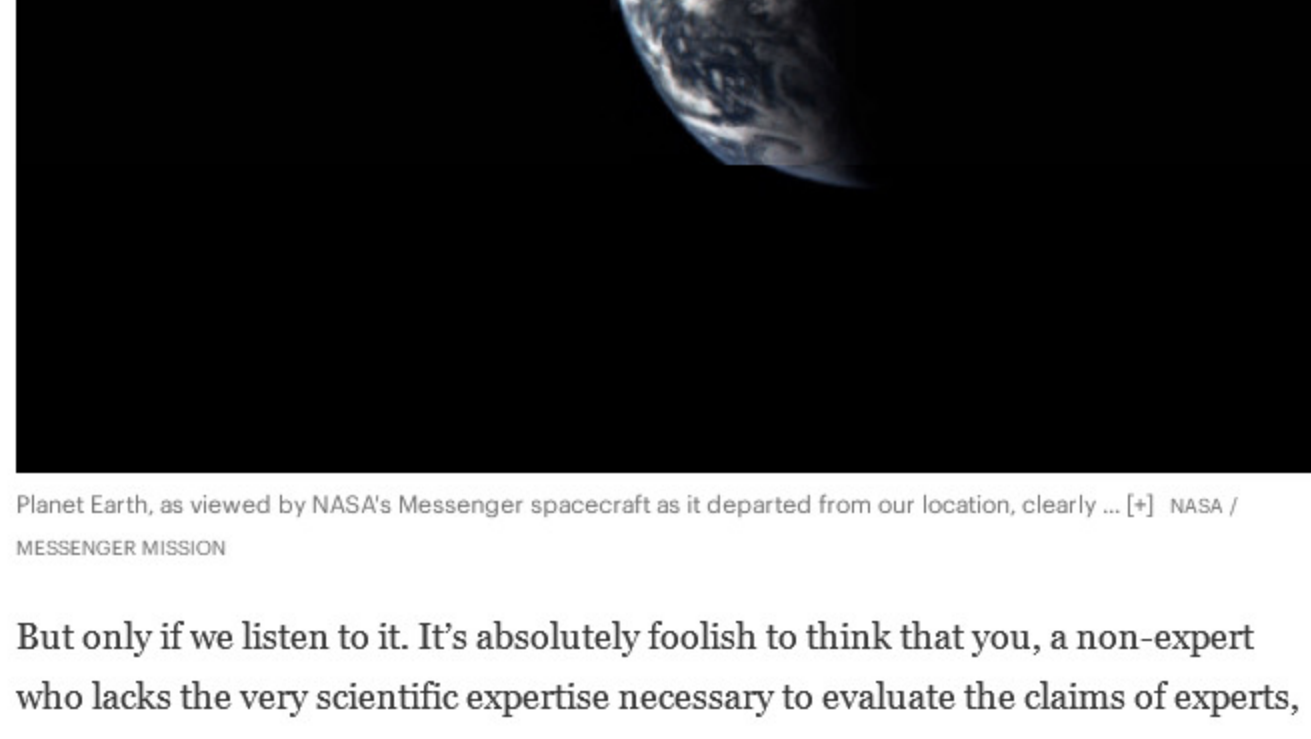 Planet Earth, as viewed by NASA's Messenger spacecraft as it departed from our location, clearly ... [+] NASA /
MESSENGER MISSION
But only if we listen to it. It’s absolutely foolish to think that you, a non-expert
who lacks the very scientific expertise necessary to evaluate the claims of experts,